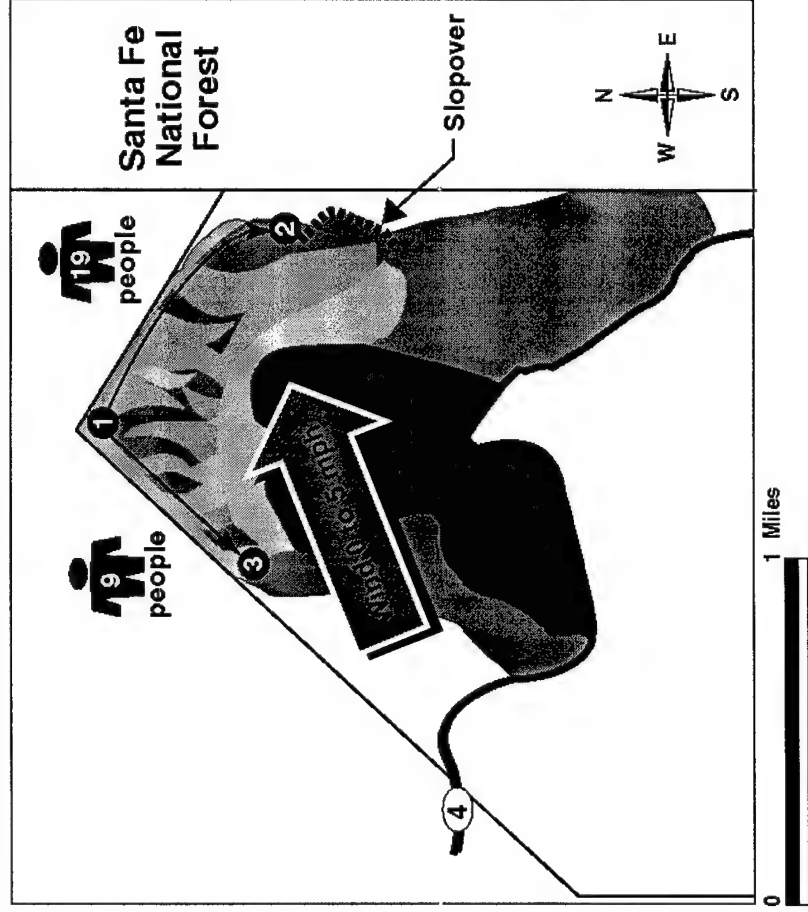 Santa Fe
National
Forest
19
people
9
people
1
2
3
Slopover
Wind 0 to 5 mph
4
N
E
S
W
0
1 Miles